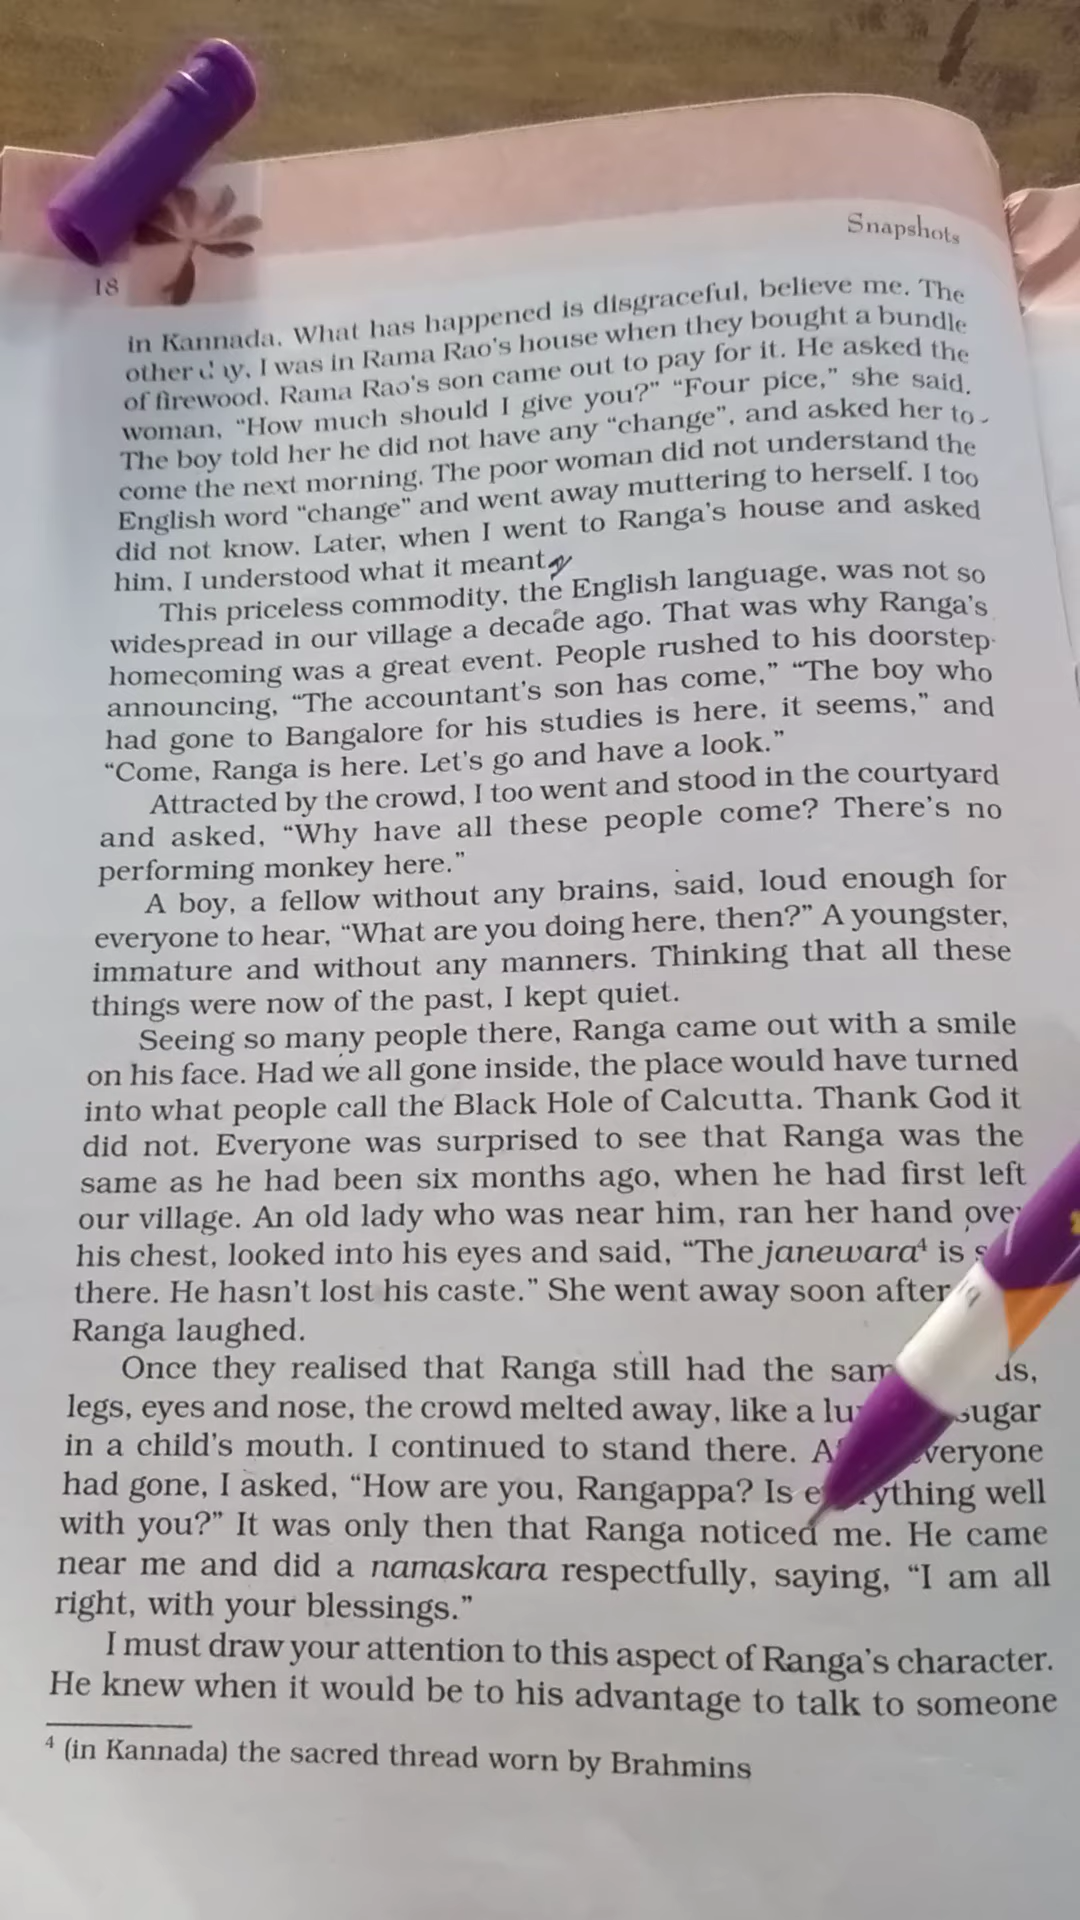 Snapshots
18
in Kannada. What has happened is disgraceful, believe me. The
other day, I was in Rama Rao's house when they bought a bundle
of firewood. Rama Rao's son came out to pay for it. He asked the
woman, “How much should I give you?” “Four pice,” she said.
The boy told her he did not have any “change”, and asked her to
come the next morning. The poor woman did not understand the
English word “change” and went away muttering to herself. I too
did not know. Later, when I went to Ranga's house and asked
him, I understood what it meant.
This priceless commodity, the English language, was not so
widespread in our village a decade ago. That was why Ranga's
homecoming was a great event. People rushed to his doorstep
announcing, “The accountant's son has come,” “The boy who
had gone to Bangalore for his studies is here, it seems,” and
“Come, Ranga is here. Let's go and have a look.”
Attracted by the crowd, I too went and stood in the courtyard
and asked, “Why have all these people come? There's no
performing monkey here.”
A boy, a fellow without any brains, said, loud enough for
everyone to hear, “What are you doing here, then?” A youngster,
immature and without any manners. Thinking that all these
things were now of the past, I kept quiet.
Seeing so many people there, Ranga came out with a smile
on his face. Had we all gone inside, the place would have turned
into what people call the Black Hole of Calcutta. Thank God it
did not. Everyone was surprised to see that Ranga was the
same as he had been six months ago, when he had first left
our village. An old lady who was near him, ran her hand over
his chest, looked into his eyes and said, “The janewara⁴ is
there. He hasn't lost his caste.” She went away soon after
Ranga laughed.
Once they realised that Ranga still had the
legs, eyes and nose, the crowd melted away, like a sugar
in a child's mouth. I continued to stand there. everyone
had gone, I asked, “How are you, Rangappa? Is everything well
with you?” It was only then that Ranga noticed me. He came
near me and did a namaskara respectfully, saying, “I am all
right, with your blessings.”
I must draw your attention to this aspect of Ranga's character.
He knew when it would be to his advantage to talk to someone
⁴ (in Kannada) the sacred thread worn by Brahmins